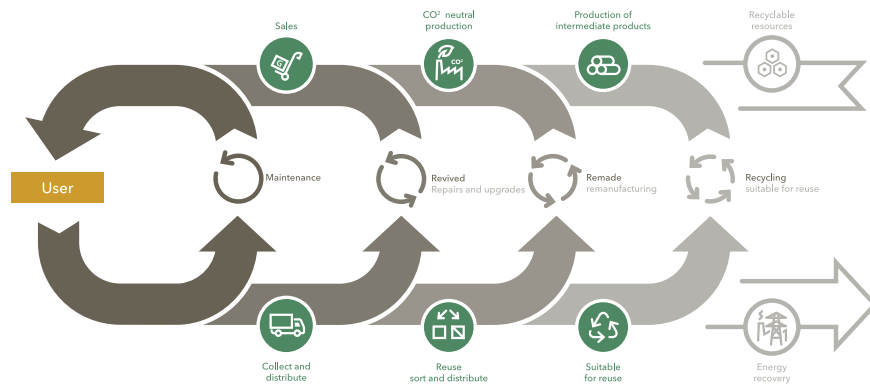 Sales
CO² neutral
production
Production of
intermediate products
Recyclable
resources
G
CO²
User
Maintenance
Revived
Repairs and upgrades
Remade
remanufacturing
Recycling
suitable for reuse
Collect and
distribute
Reuse
sort and distribute
Suitable
for reuse
Energy
recovery